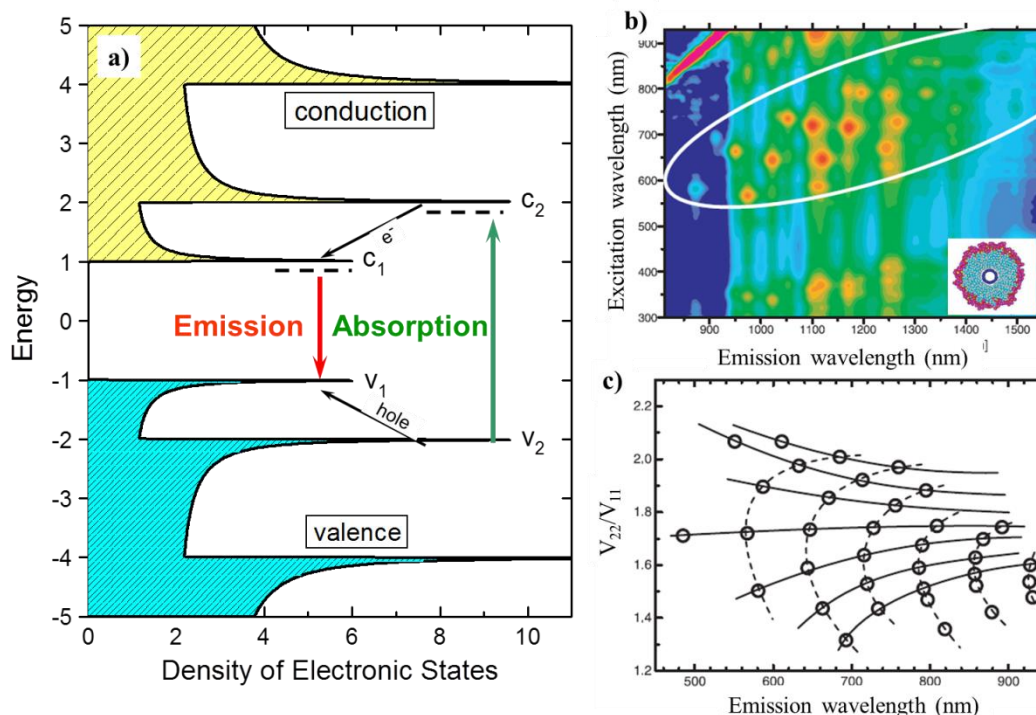 a)
5
4
3
2
1
0
-1
-2
-3
-4
-5
Energy
conduction
c2
e-
c1
Emission
Absorption
v1
hole
v2
valence
0
2
4
6
8
10
Density of Electronic States
b)
900
800
700
600
500
400
300
Excitation wavelength (nm)
900
1000
1100
1200
1300
1400
1500
Emission wavelength (nm)
c)
2.2
2.0
1.8
1.6
1.4
1.2
V22/V11
500
600
700
800
900
Emission wavelength (nm)